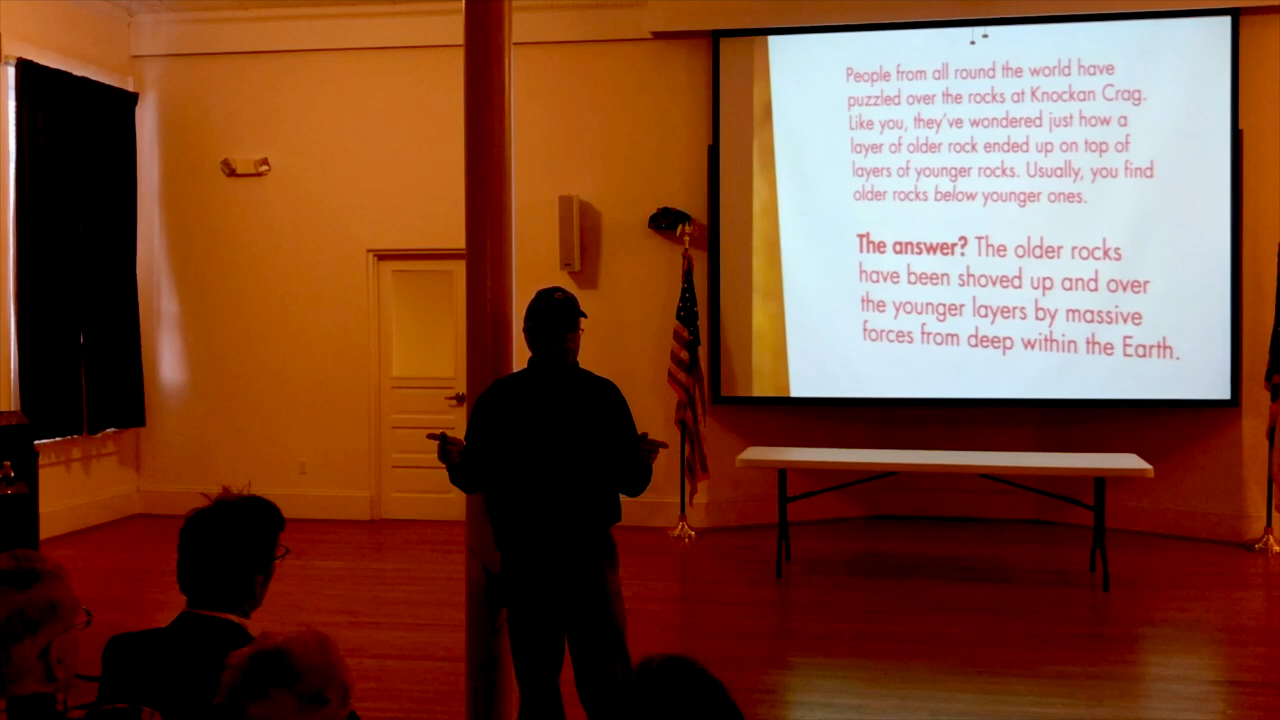 People from all round the world have
puzzled over the rocks at Knockan Crag.
Like you, they've wondered just how a
layer of older rock ended up on top of
layers of younger rocks. Usually, you find
older rocks below younger ones.
The answer? The older rocks
have been shoved up and over
the younger layers by massive
forces from deep within the Earth.